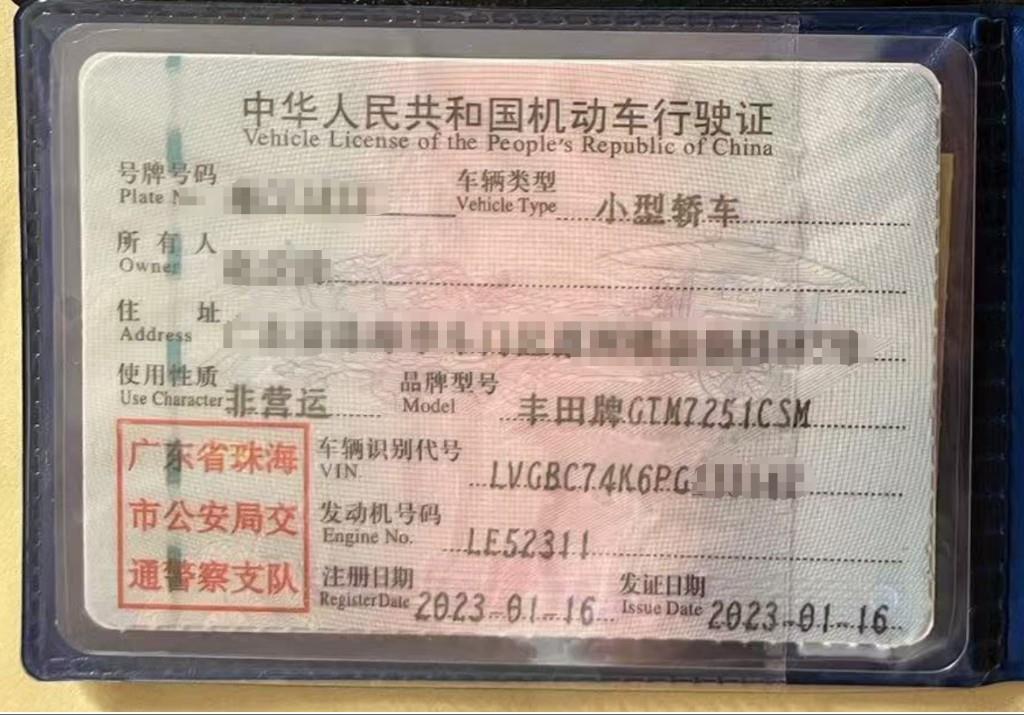 中华人民共和国机动车行驶证
Vehicle License of the People's Republic of China
号牌号码
Plate No.
车辆类型 小型轿车
Vehicle Type
所有人
Owner
住址
Address
使用性质 非营运
Use Character
品牌型号 丰田牌GTM7251CSM
Model
广东省珠海
市公安局交
通警察支队
车辆识别代号 LVGBC74K6PG
VIN
发动机号码 LE52311
Engine No.
注册日期 2023-01-16
Register Date
发证日期 2023-01-16
Issue Date